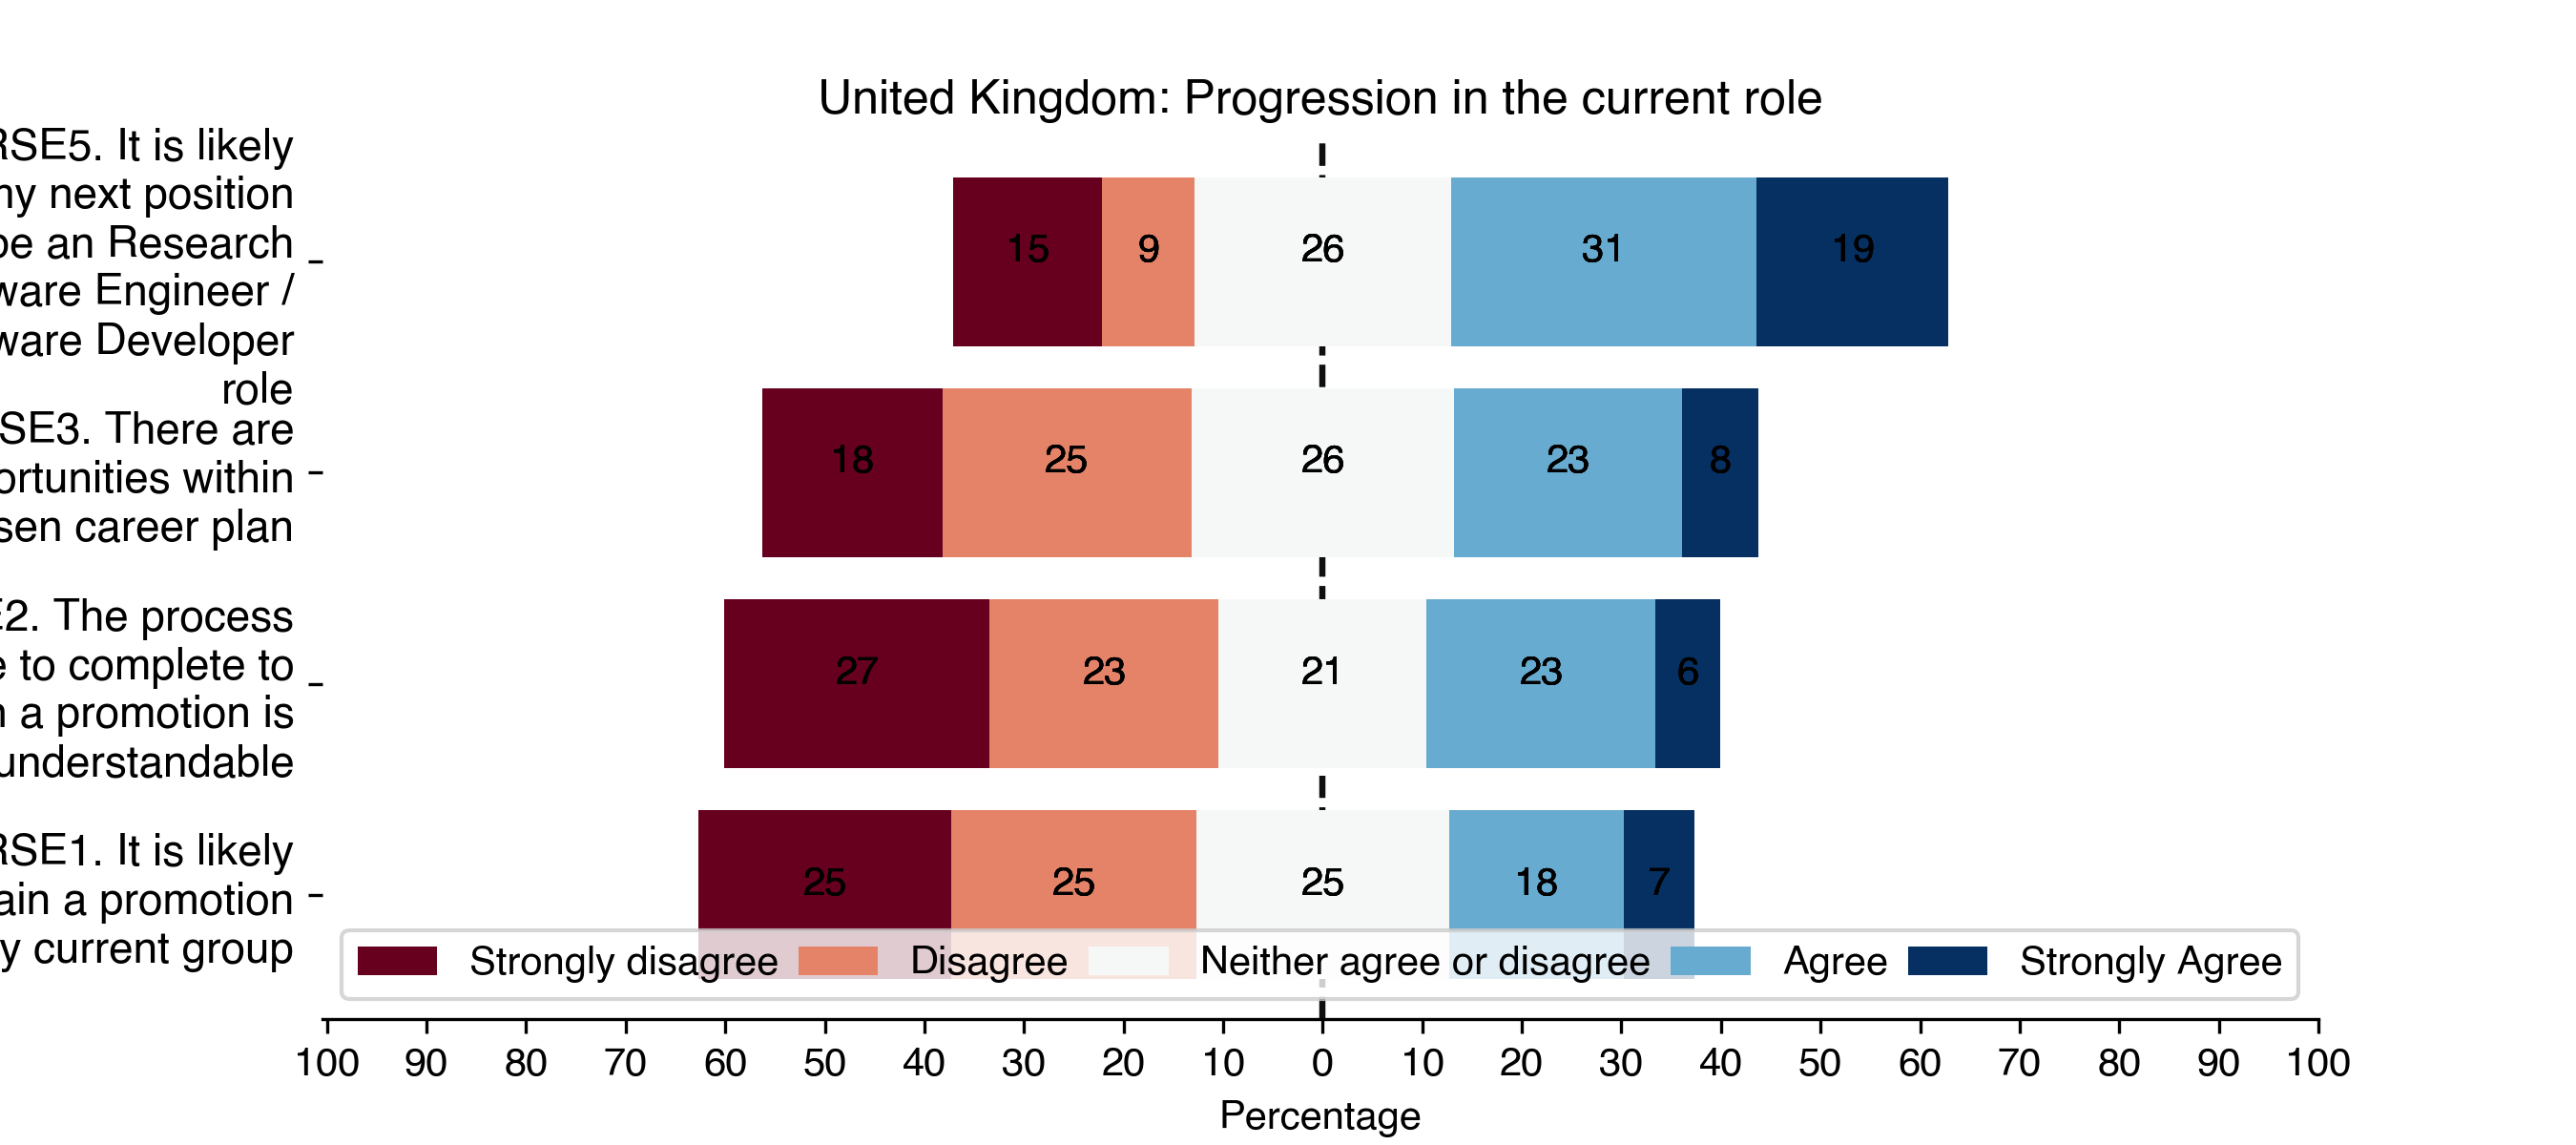 United Kingdom: Progression in the current role
RSE5. It is likely
my next position
be an Research
ware Engineer /
ware Developer
role
15 9 26 31 19
SE3. There are
ortunities within
sen career plan
18 25 26 23 8
E2. The process
e to complete to
n a promotion is
understandable
27 23 21 23 6
RSE1. It is likely
ain a promotion
y current group
25 25 25 18 7
Strongly disagree Disagree Neither agree or disagree Agree Strongly Agree
100 90 80 70 60 50 40 30 20 10 0 10 20 30 40 50 60 70 80 90 100
Percentage